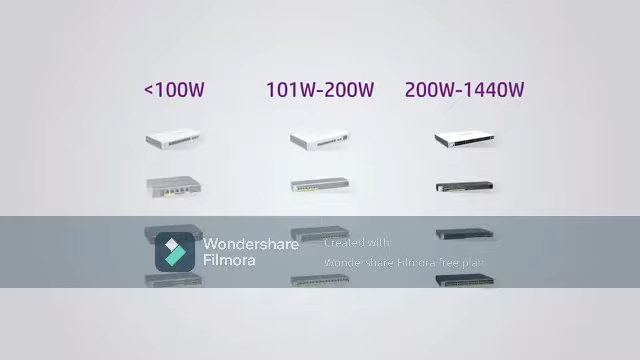 <100W
101W-200W
200W-1440W
Wondershare
Filmora
Created with
Wondershare Filmora free plan